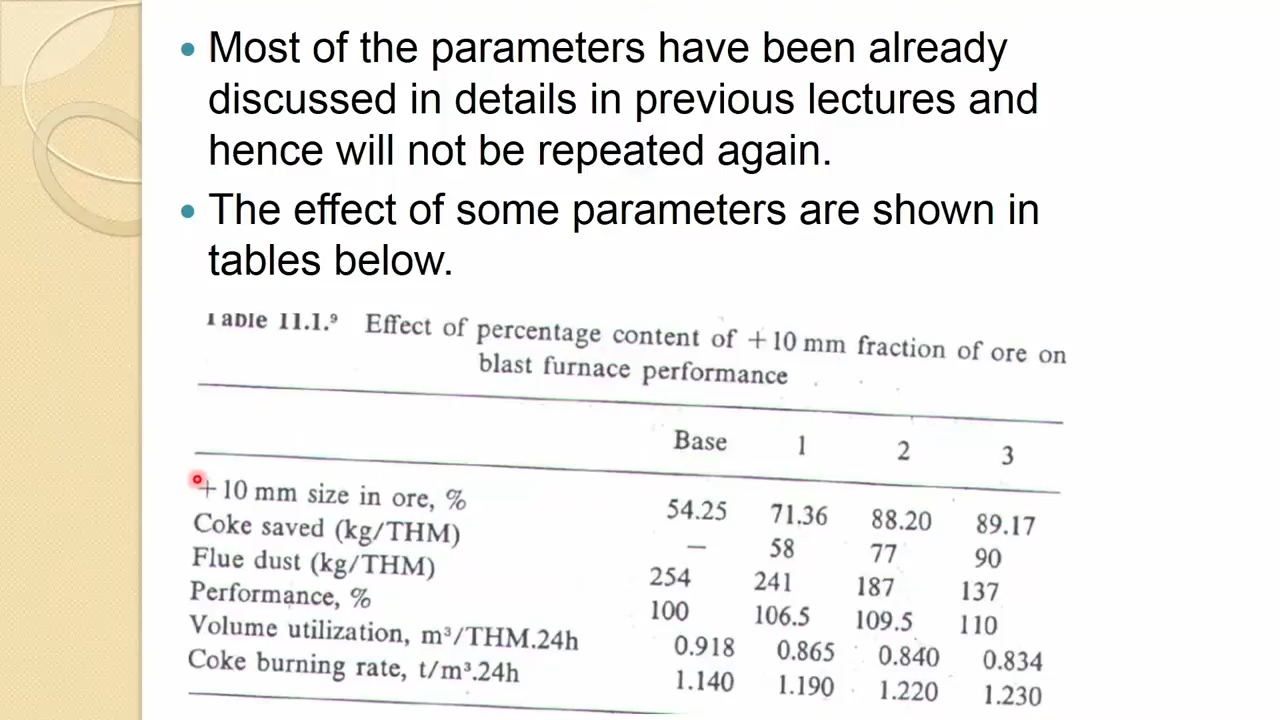 Most of the parameters have been already
discussed in details in previous lectures and
hence will not be repeated again.
The effect of some parameters are shown in
tables below.
Table 11.1.⁹ Effect of percentage content of +10 mm fraction of ore on
blast furnace performance
Base 1 2 3
+10 mm size in ore, % 54.25 71.36 88.20 89.17
Coke saved (kg/THM) — 58 77 90
Flue dust (kg/THM) 254 241 187 137
Performance, % 100 106.5 109.5 110
Volume utilization, m³/THM.24h 0.918 0.865 0.840 0.834
Coke burning rate, t/m³.24h 1.140 1.190 1.220 1.230